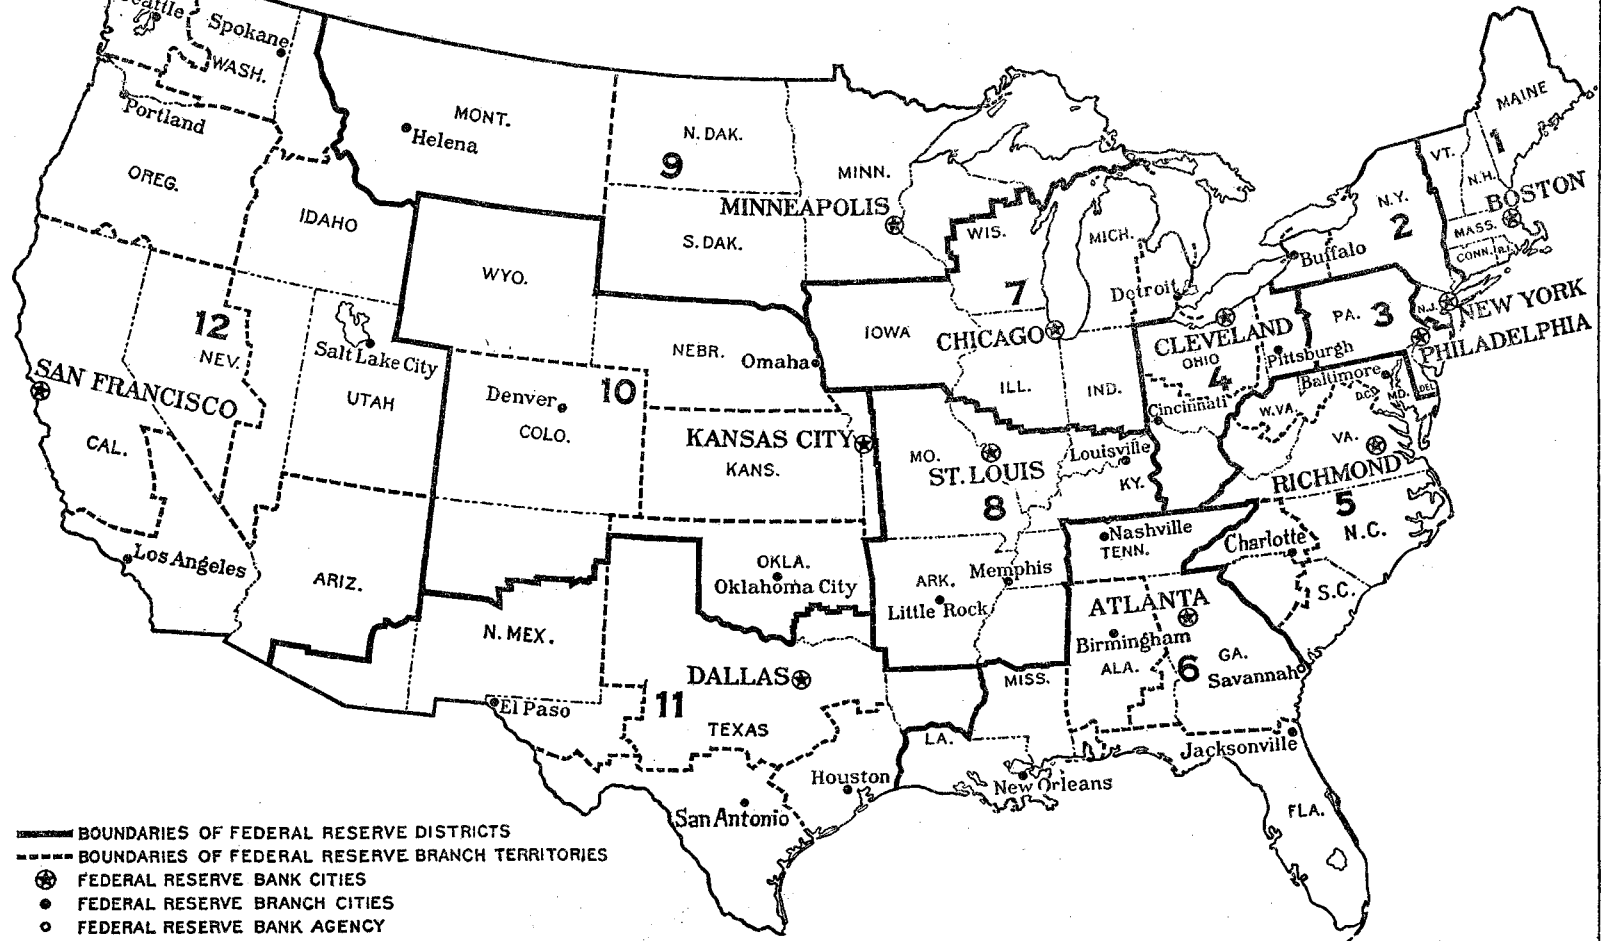 Seattle
Spokane
WASH.
Portland
OREG.
MONT.
Helena
IDAHO
WYO.
N. DAK.
9
S. DAK.
MINN.
MINNEAPOLIS
WIS.
MICH.
7
Detroit
IOWA
CHICAGO
ILL.
IND.
MAINE
1
VT.
N.H.
BOSTON
MASS.
CONN.
R.I.
N.Y.
2
Buffalo
NEW YORK
N.J.
PA.
3
PHILADELPHIA
Pittsburgh
CLEVELAND
OHIO
4
Cincinnati
Baltimore
D.C.
MD.
DEL
W.VA.
VA.
RICHMOND
5
N.C.
Charlotte
S.C.
12
NEV.
SAN FRANCISCO
CAL.
Los Angeles
Salt Lake City
UTAH
ARIZ.
10
Denver
COLO.
NEBR.
Omaha
KANSAS CITY
KANS.
MO.
ST. LOUIS
8
Louisville
KY.
Nashville
TENN.
Memphis
ARK.
Little Rock
OKLA.
Oklahoma City
N. MEX.
El Paso
DALLAS
11
TEXAS
Houston
San Antonio
LA.
New Orleans
MISS.
ATLANTA
Birmingham
ALA.
6
GA.
Savannah
Jacksonville
FLA.
BOUNDARIES OF FEDERAL RESERVE DISTRICTS
BOUNDARIES OF FEDERAL RESERVE BRANCH TERRITORIES
FEDERAL RESERVE BANK CITIES
FEDERAL RESERVE BRANCH CITIES
FEDERAL RESERVE BANK AGENCY